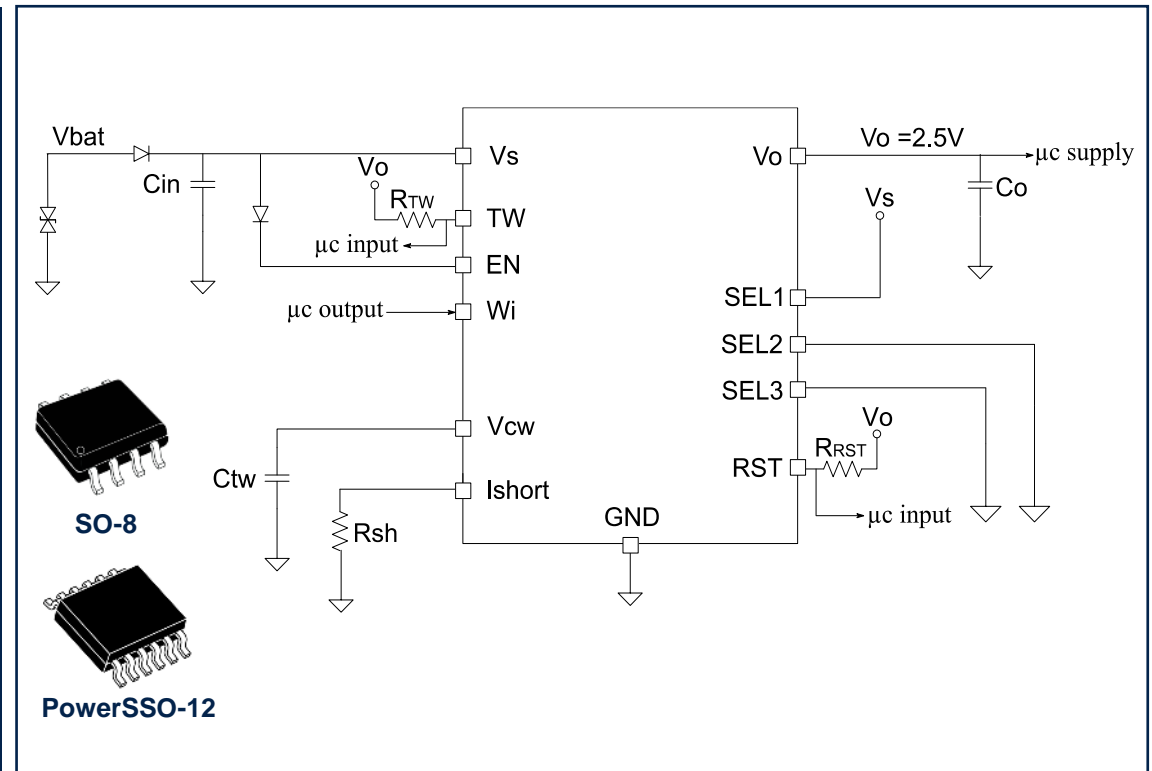 Vbat
Cin
Vo
RTW
µc input
µc output
Vs
TW
EN
Wi
Vcw
Ishort
Ctw
Rsh
GND
Vo
SEL1
SEL2
SEL3
RST
Vo =2.5V
µc supply
Co
Vs
Vo
RRST
µc input
SO-8
PowerSSO-12